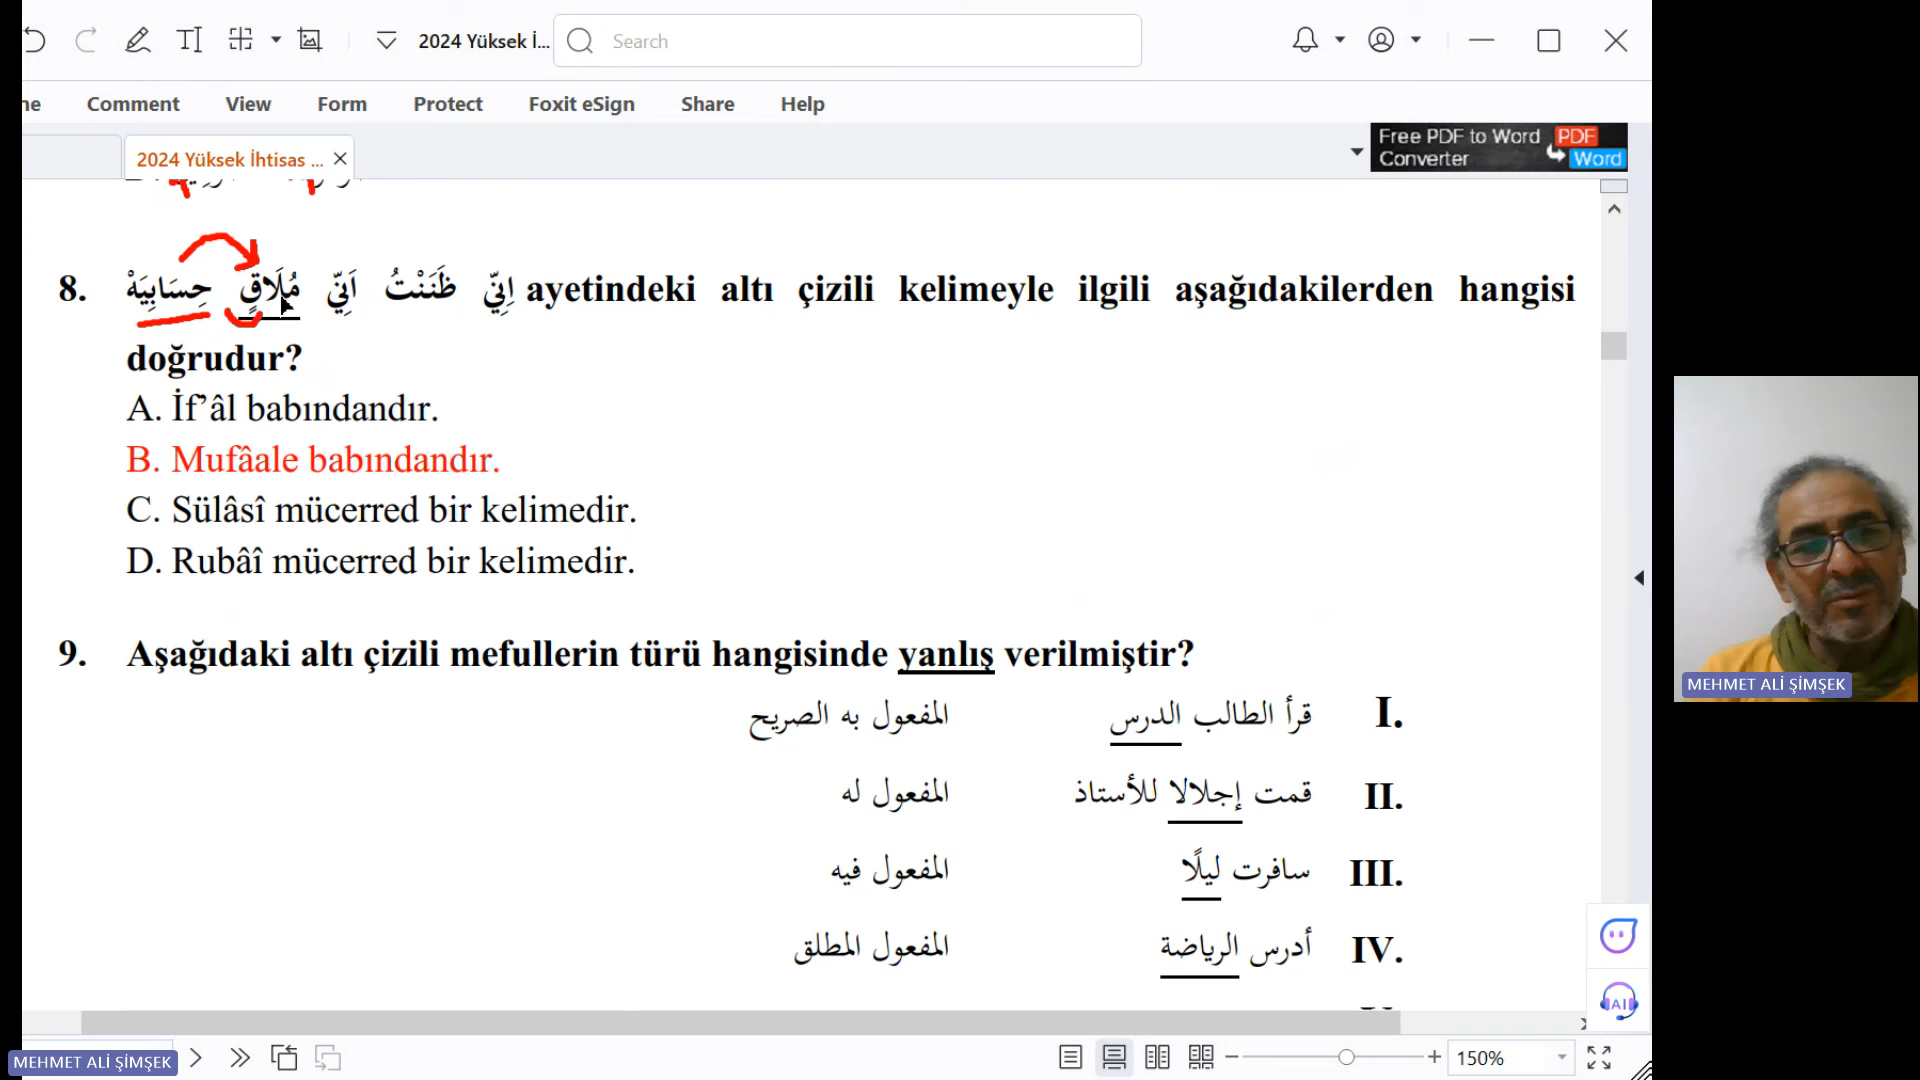 2024 Yüksek İ...
Search
ne Comment View Form Protect Foxit eSign Share Help
2024 Yüksek İhtisas ...
Free PDF to Word Converter
PDF
Word
8. اِنّ۪ي ظَنَنْتُ اَنّ۪ي مُلَاقٍ حِسَابِيَهْ ayetindeki altı çizili kelimeyle ilgili aşağıdakilerden hangisi
doğrudur?
A. İf’âl babındandır.
B. Mufâale babındandır.
C. Sülâsî mücerred bir kelimedir.
D. Rubâî mücerred bir kelimedir.
9. Aşağıdaki altı çizili mefullerin türü hangisinde yanlış verilmiştir?
I. قرأ الطالب الدرس المفعول به الصريح
II. قمت إجلالا للأستاذ المفعول له
III. سافرت ليلًا المفعول فيه
IV. أدرس الرياضة المفعول المطلق
MEHMET ALİ ŞİMŞEK
MEHMET ALİ ŞİMŞEK
150%
AI